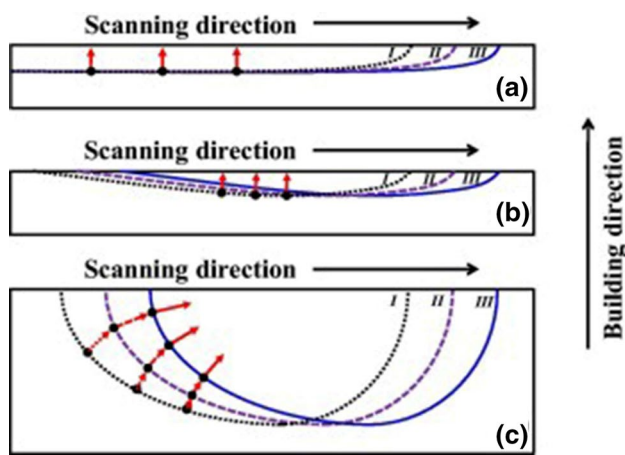 Scanning direction
I II III
(a)
Scanning direction
I II III
(b)
Scanning direction
I II III
(c)
Building direction